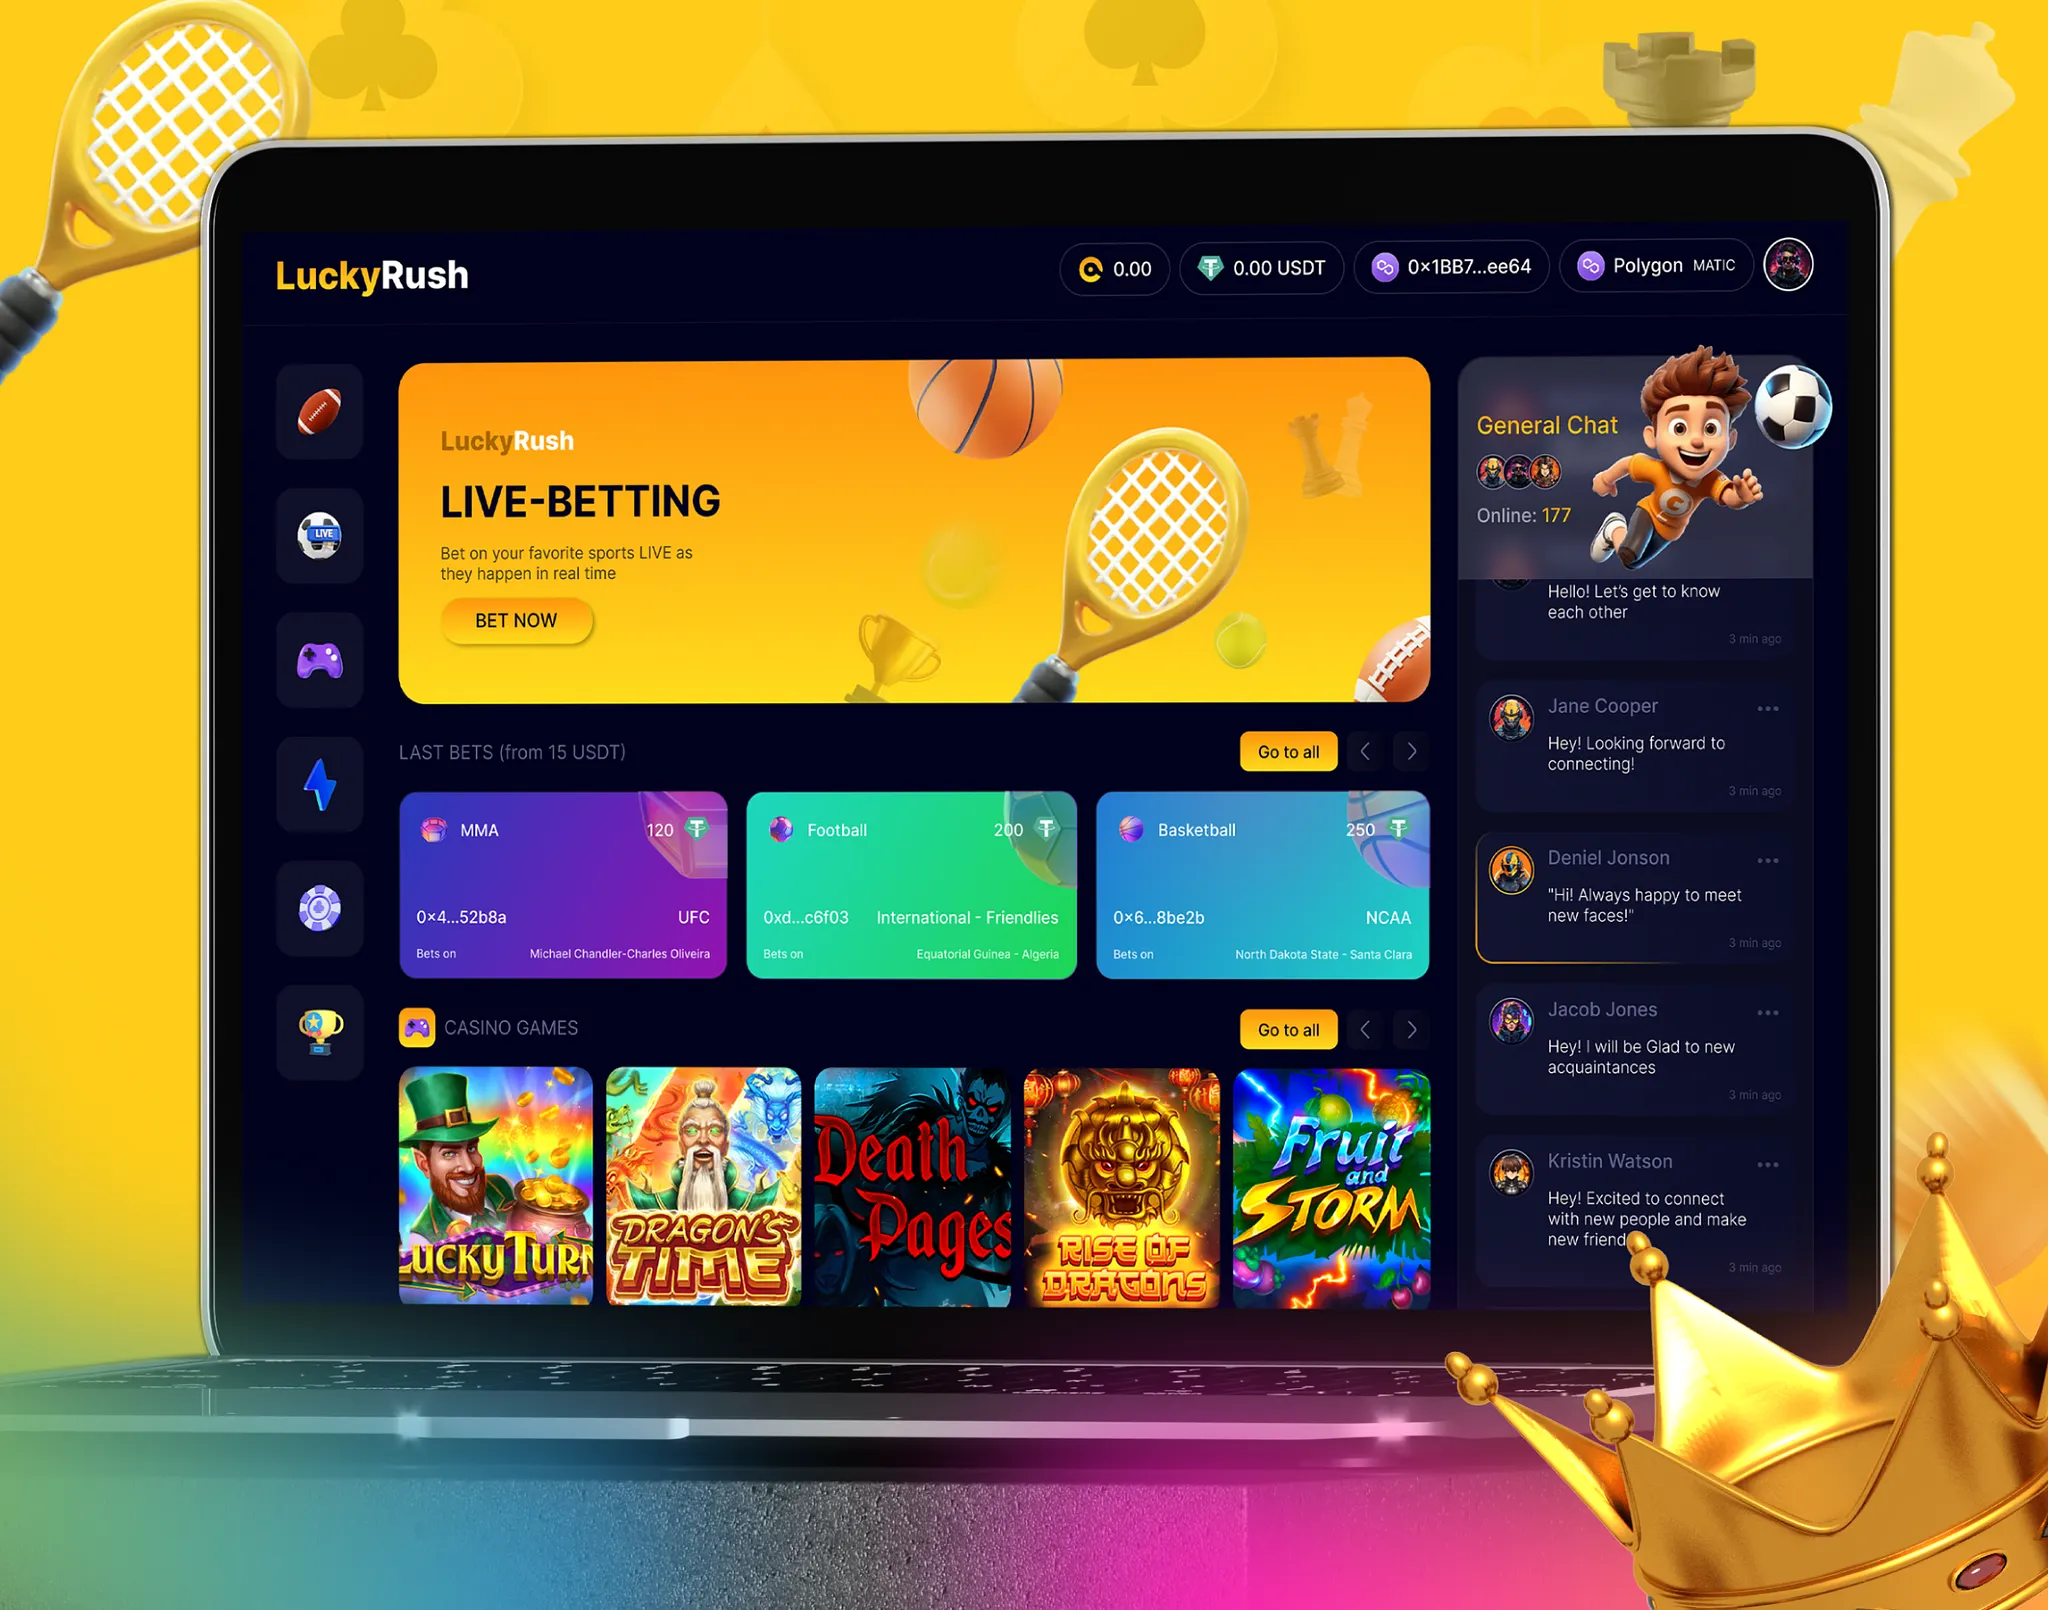 LuckyRush
0.00
0.00 USDT
0×1BB7...ee64
Polygon MATIC
LuckyRush
LIVE-BETTING
Bet on your favorite sports LIVE as
they happen in real time
BET NOW
LIVE
General Chat
Online: 177
G
Hello! Let's get to know
each other
3 min ago
Jane Cooper
Hey! Looking forward to
connecting!
3 min ago
Deniel Jonson
"Hi! Always happy to meet
new faces!"
3 min ago
Jacob Jones
Hey! I will be Glad to new
acquaintances
3 min ago
Kristin Watson
Hey! Excited to connect
with new people and make
new friend
3 min ago
LAST BETS (from 15 USDT)
Go to all
MMA
120
0×4...52b8a
UFC
Bets on
Michael Chandler-Charles Oliveira
Football
200
0xd...c6f03
International - Friendlies
Bets on
Equatorial Guinea - Algeria
Basketball
250
0×6...8be2b
NCAA
Bets on
North Dakota State - Santa Clara
CASINO GAMES
Go to all
LUCKY TURN
DRAGON'S
TIME
Death
Pages
RISE OF
DRAGONS
Fruit
and
STORM